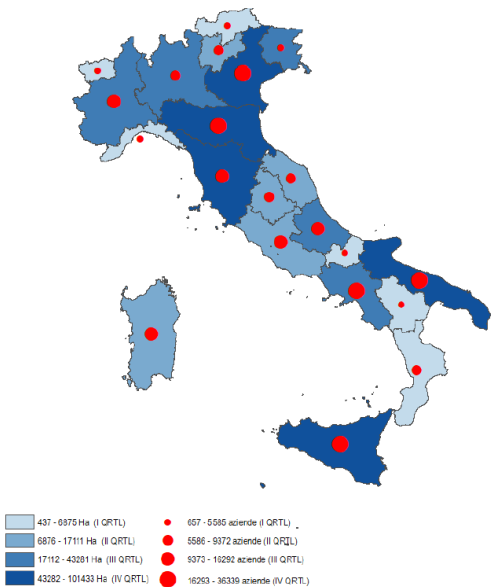 437 - 6875 Ha (I QRTL) 657 - 5585 aziende (I QRTL)
6876 - 17111 Ha (II QRTL) 5586 - 9372 aziende (II QRTL)
17112 - 43281 Ha (III QRTL) 9373 - 16292 aziende (III QRTL)
43282 - 101433 Ha (IV QRTL) 16293 - 36339 aziende (IV QRTL)